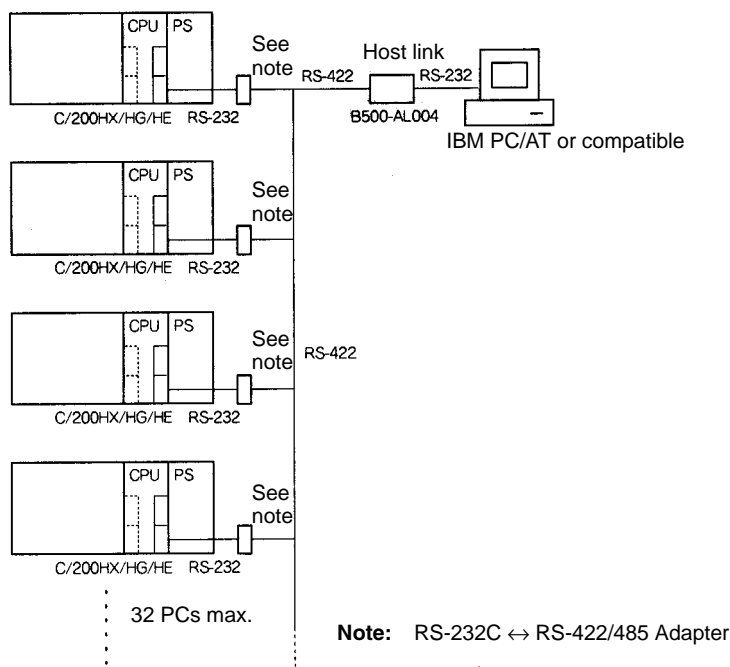 CPU PS
See
note
RS-422
Host link
RS-232
B500-AL004
C/200HX/HG/HE RS-232
IBM PC/AT or compatible
CPU PS
See
note
C/200HX/HG/HE RS-232
CPU PS
See
note
RS-422
C/200HX/HG/HE RS-232
CPU PS
See
note
C/200HX/HG/HE RS-232
32 PCs max.
Note: RS-232C ↔ RS-422/485 Adapter